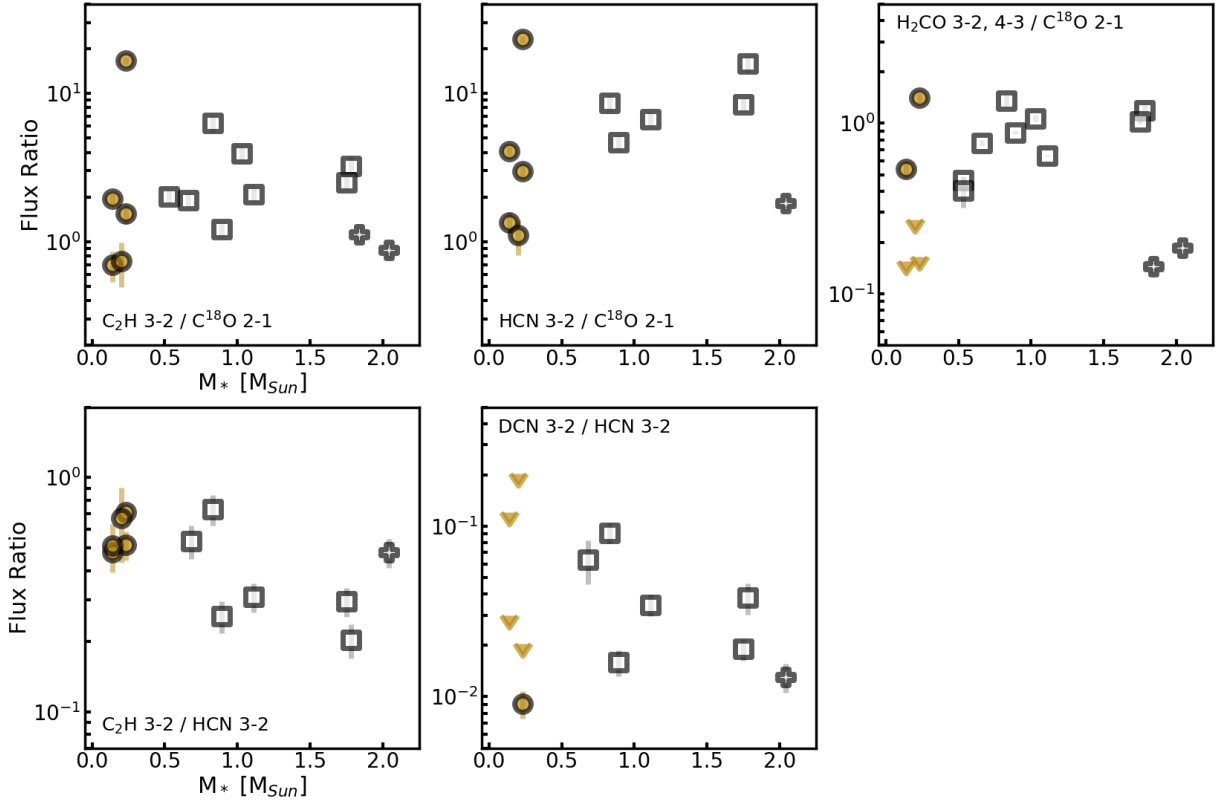 Flux Ratio
10¹
10⁰
C₂H 3-2 / C¹⁸O 2-1
0.0 0.5 1.0 1.5 2.0
M* [M_Sun]
10¹
10⁰
HCN 3-2 / C¹⁸O 2-1
0.0 0.5 1.0 1.5 2.0
M* [M_Sun]
H₂CO 3-2, 4-3 / C¹⁸O 2-1
10⁰
10⁻¹
0.0 0.5 1.0 1.5 2.0
M* [M_Sun]
Flux Ratio
10⁰
10⁻¹
C₂H 3-2 / HCN 3-2
0.0 0.5 1.0 1.5 2.0
M* [M_Sun]
DCN 3-2 / HCN 3-2
10⁻¹
10⁻²
0.0 0.5 1.0 1.5 2.0
M* [M_Sun]